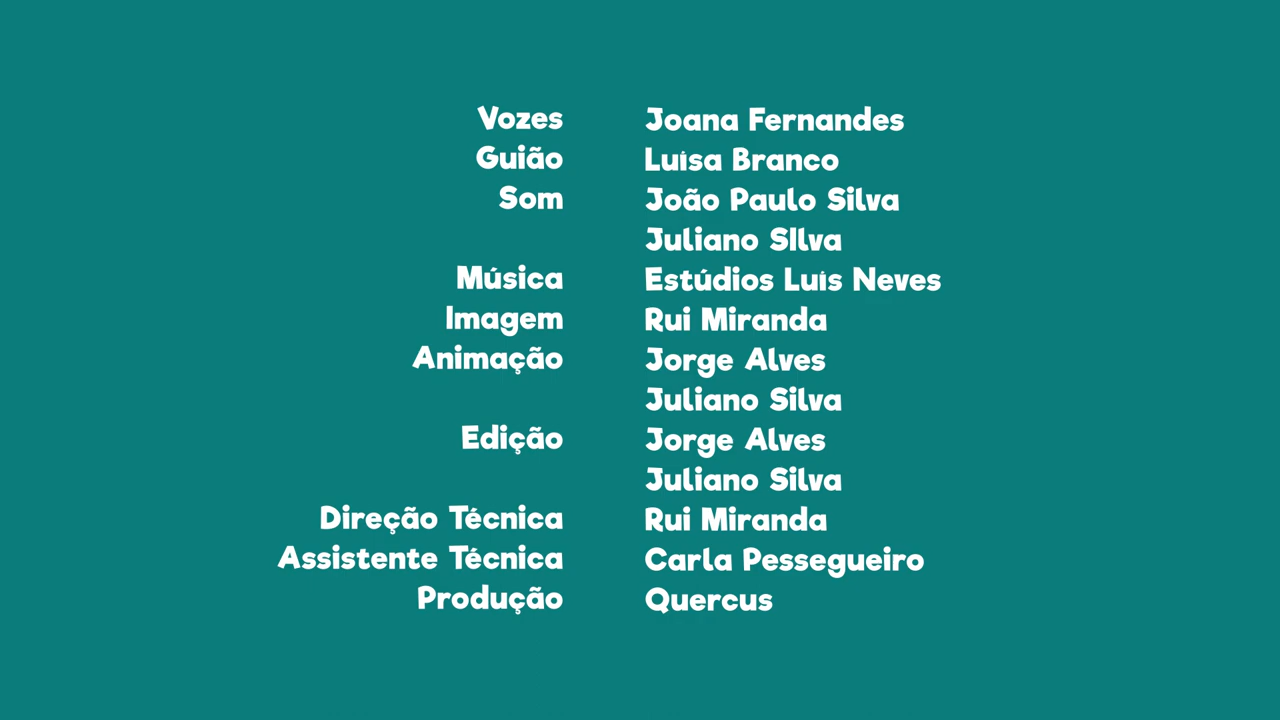 Vozes Joana Fernandes
Guião Luísa Branco
Som João Paulo Silva
Juliano SIlva
Música Estúdios Luís Neves
Imagem Rui Miranda
Animação Jorge Alves
Juliano Silva
Edição Jorge Alves
Juliano Silva
Direção Técnica Rui Miranda
Assistente Técnica Carla Pessegueiro
Produção Quercus